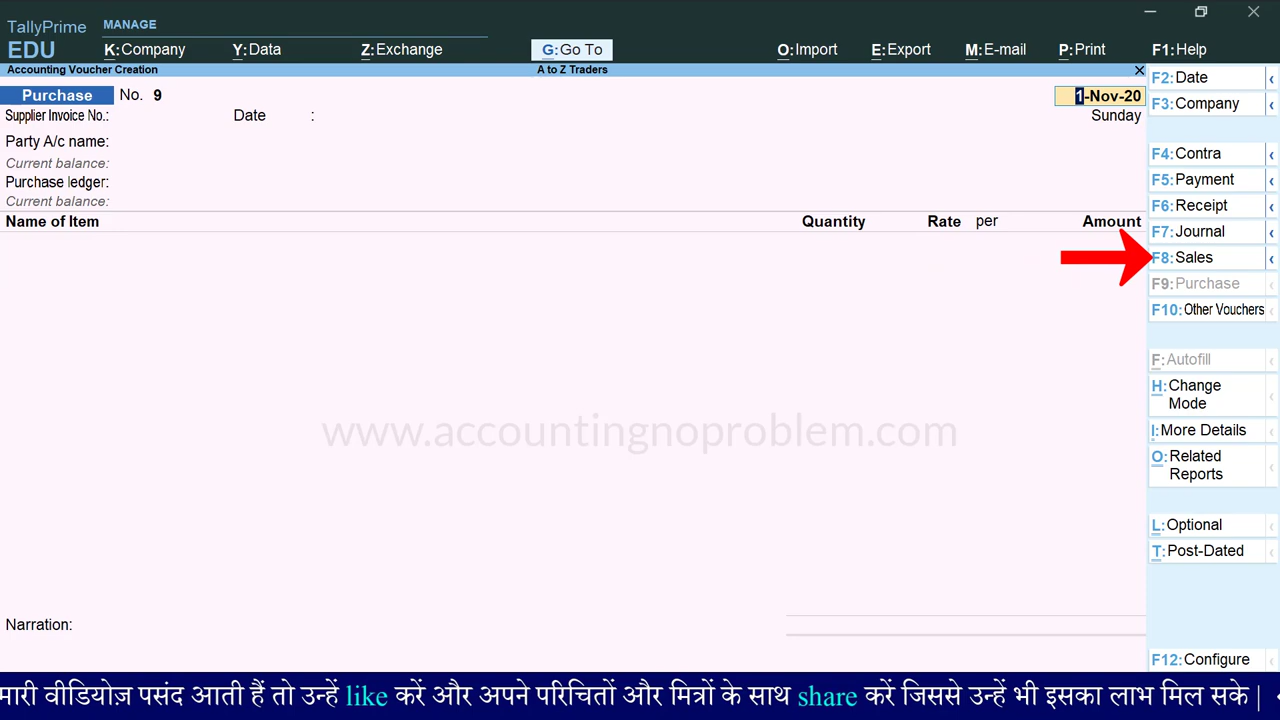 TallyPrime
EDU
MANAGE
K:Company Y:Data Z:Exchange G:Go To O:Import E:Export M:E-mail P:Print F1:Help
Accounting Voucher Creation A to Z Traders
Purchase No. 9 1-Nov-20
Supplier Invoice No.: Date : Sunday
Party A/c name:
Current balance:
Purchase ledger:
Current balance:
Name of Item Quantity Rate per Amount
www.accountingnoproblem.com
Narration:
F2:Date
F3:Company
F4:Contra
F5:Payment
F6:Receipt
F7:Journal
F8:Sales
F9:Purchase
F10:Other Vouchers
F:Autofill
H:Change
Mode
I:More Details
O:Related
Reports
L:Optional
T:Post-Dated
F12:Configure
मारी वीडियोज़ पसंद आती हैं तो उन्हें like करें और अपने परिचितों और मित्रों के साथ share करें जिससे उन्हें भी इसका लाभ मिल सके |